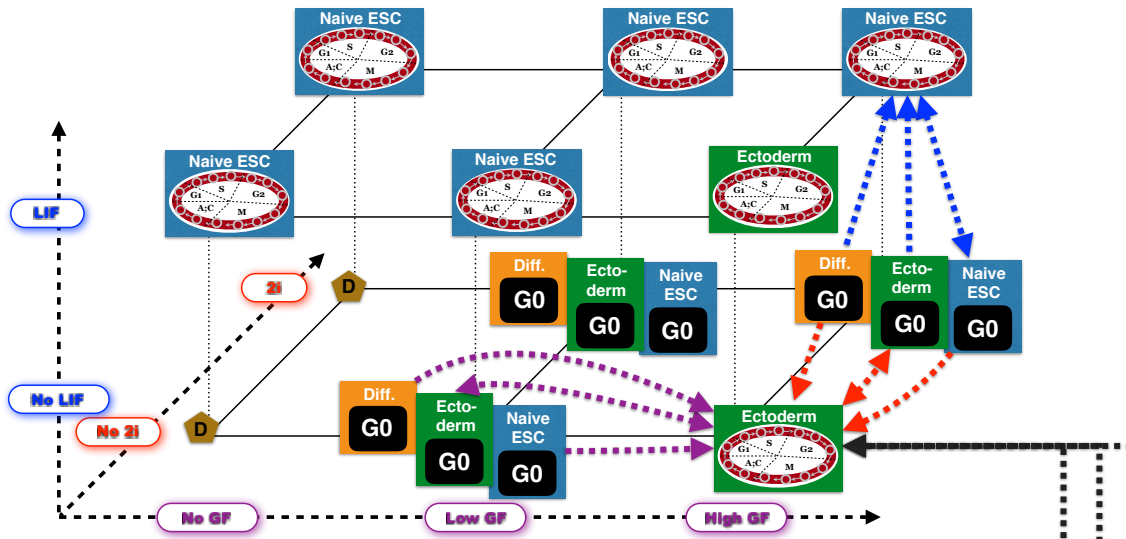 Naive ESC
G1
S
G2
A;C
M
Naive ESC
G1
S
G2
A;C
M
Naive ESC
G1
S
G2
A;C
M
Naive ESC
G1
S
G2
A;C
M
Naive ESC
G1
S
G2
A;C
M
Ectoderm
G1
S
G2
A;C
M
LIF
2i
D
Diff.
G0
Ecto-
derm
G0
Naive
ESC
G0
Diff.
G0
Ecto-
derm
G0
Naive
ESC
G0
No LIF
No 2i
D
Diff.
G0
Ecto-
derm
G0
Naive
ESC
G0
Ectoderm
G1
S
G2
A;C
M
No GF
Low GF
High GF